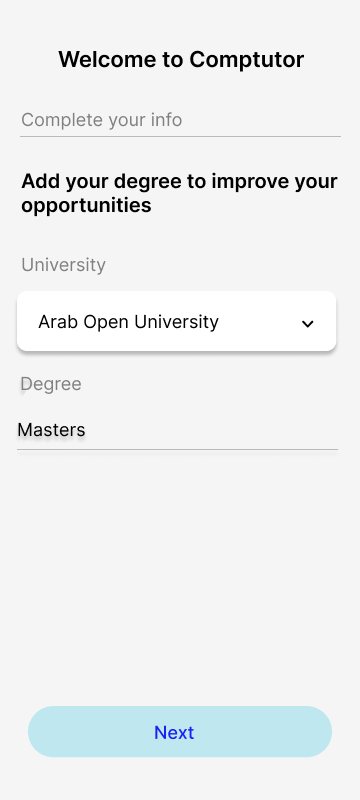 Welcome to Comptutor
Complete your info
Add your degree to improve your
opportunities
University
Arab Open University
Degree
Masters
Next